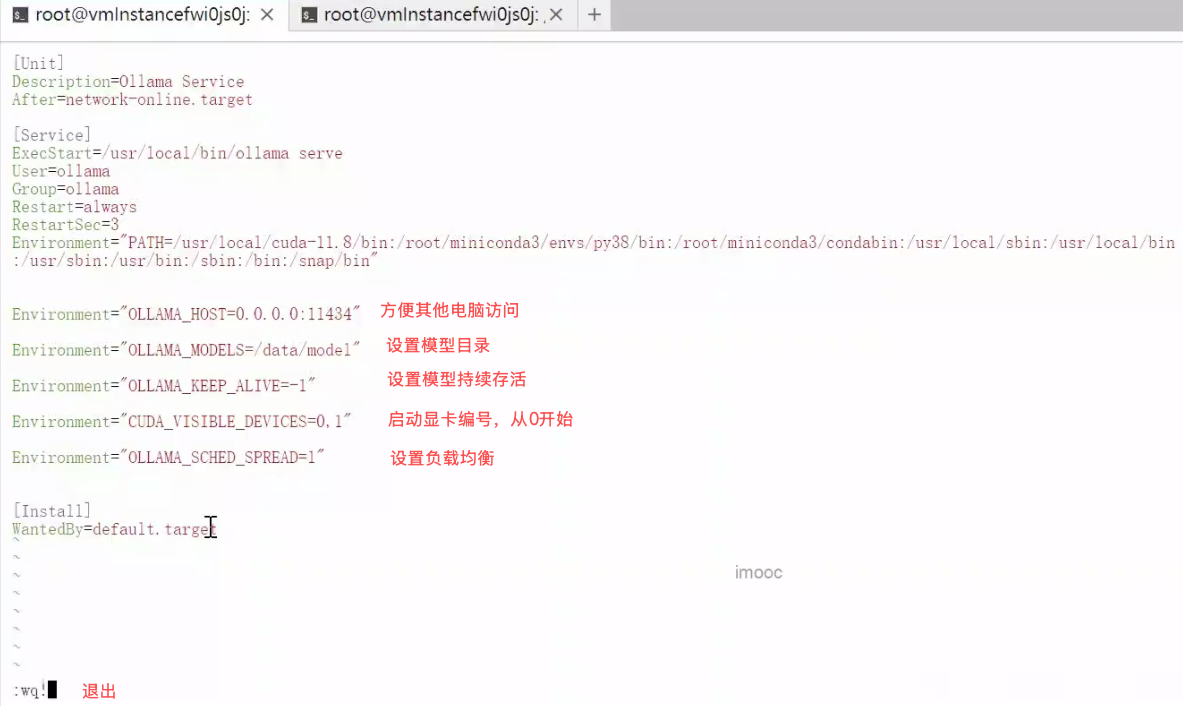 root@vmInstancefwi0js0j: root@vmInstancefwi0js0j:
[Unit]
Description=Ollama Service
After=network-online.target
[Service]
ExecStart=/usr/local/bin/ollama serve
User=ollama
Group=ollama
Restart=always
RestartSec=3
Environment="PATH=/usr/local/cuda-11.8/bin:/root/miniconda3/envs/py38/bin:/root/miniconda3/condabin:/usr/local/sbin:/usr/local/bin
:/usr/sbin:/usr/bin:/sbin:/bin:/snap/bin"
Environment="OLLAMA_HOST=0.0.0.0:11434" 方便其他电脑访问
Environment="OLLAMA_MODELS=/data/model" 设置模型目录
Environment="OLLAMA_KEEP_ALIVE=-1" 设置模型持续存活
Environment="CUDA_VISIBLE_DEVICES=0,1" 启动显卡编号，从0开始
Environment="OLLAMA_SCHED_SPREAD=1" 设置负载均衡
[Install]
WantedBy=default.target
~
~
~
~
~
~
~
~
imooc
:wq! 退出